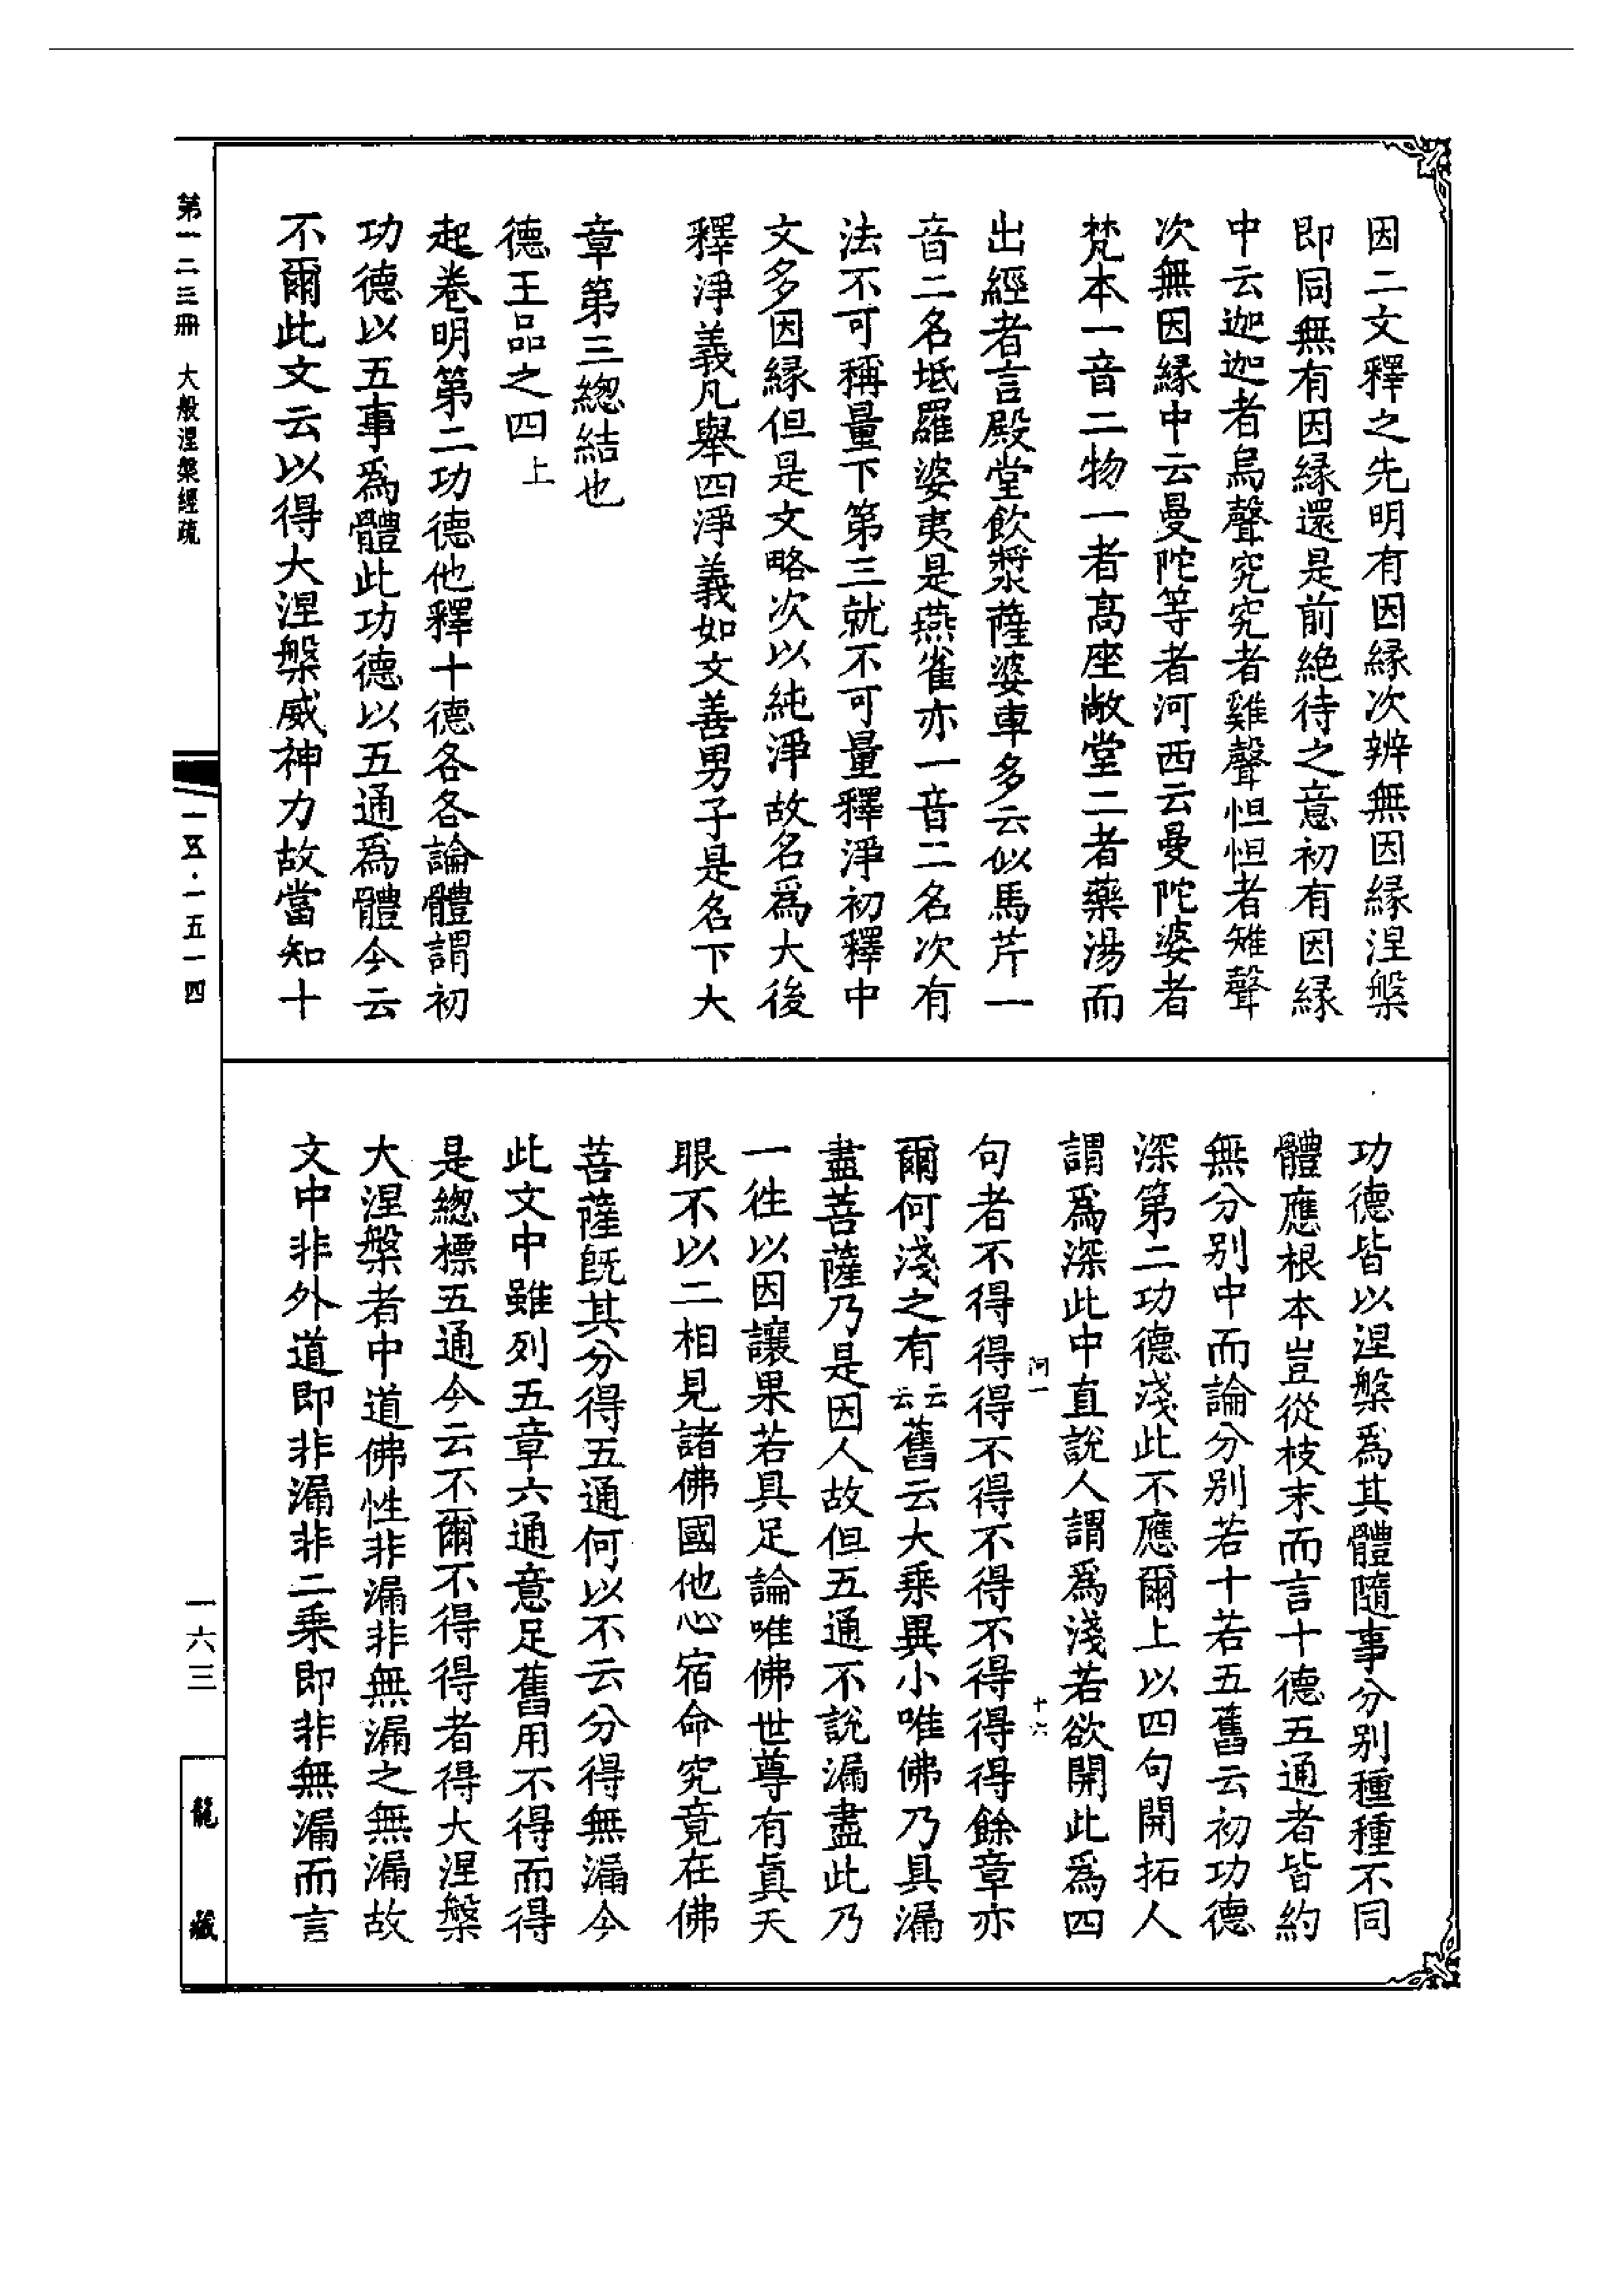 因二文釋之先明有因緣次辨無因緣涅槃
即同無有因緣還是前絶待之意初有因緣
中云迦迦者烏聲究究者雞聲怛怛者雉聲
次無因緣中云曼陀等者河西云曼陀婆者
梵本一音二物一者高座敞堂二者藥湯而
出經者言殿堂飲漿薩婆車多云似馬芹一
音二名坻羅婆夷是燕雀亦一音二名次有
法不可稱量下第三就不可量釋淨初釋中
文多因緣但是文略次以純淨故名爲大後
釋淨義凡舉四淨義如文善男子是名下大
章第三總結也
德王品之四上
起卷明第二功德他釋十德各各論體謂初
功德以五事爲體此功德以五通爲體今云
不爾此文云以得大涅槃威神力故當知十
功德皆以涅槃爲其體隨事分别種種不同
體應根本豈從枝末而言十德五通者皆約
無分别中而論分别若十若五舊云初功德
深第二功德淺此不應爾上以四句開拓人
謂爲深此中直説人謂爲淺若欲開此爲四
句者不得得得不得不得不得得得餘章亦
爾何淺之有云云舊云大乘異小唯佛乃具漏
盡菩薩乃是因人故但五通不説漏盡此乃
一往以因讓果若具足論唯佛世尊有眞天
眼不以二相見諸佛國他心宿命究竟在佛
菩薩旣其分得五通何以不云分得無漏今
此文中雖列五章六通意足舊用不得而得
是總標五通今云不爾不得得者得大涅槃
大涅槃者中道佛性非漏非無漏之無漏故
文中非外道即非漏非二乘即非無漏而言
第一二三冊 大般涅槃經疏
一五·一五一四
一六三
龍藏
河一
十六